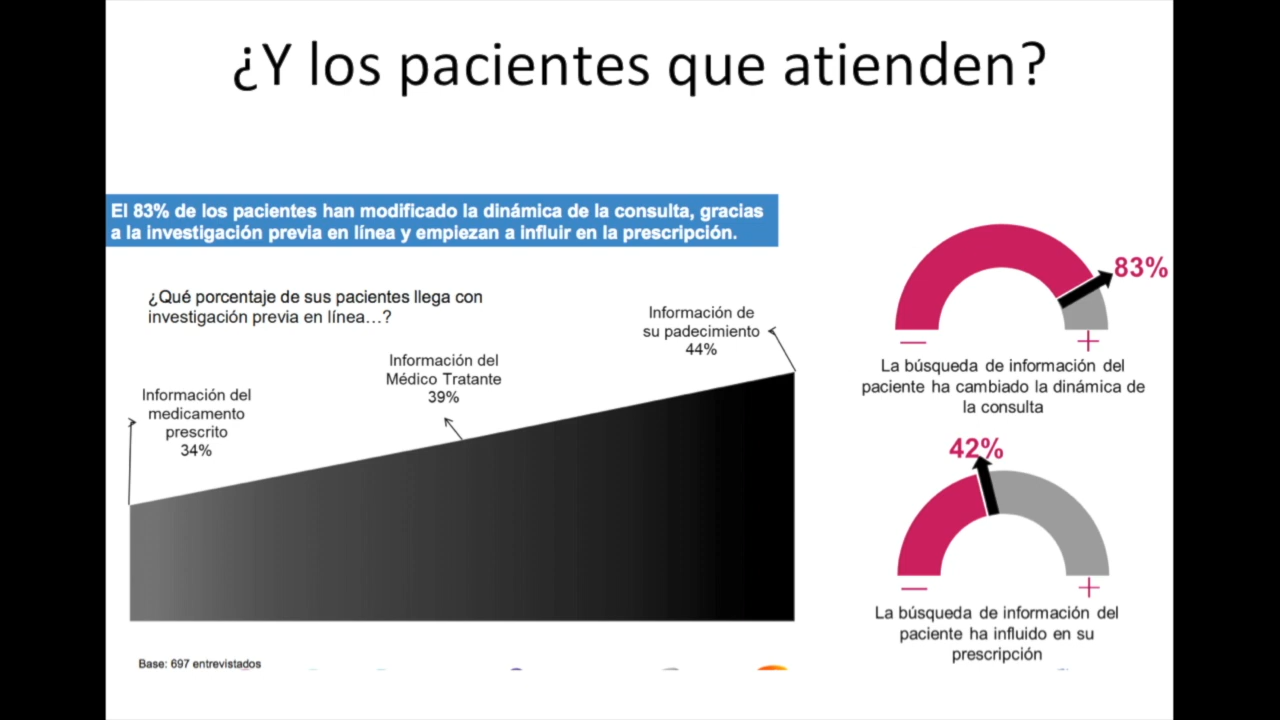 ¿Y los pacientes que atienden?
El 83% de los pacientes han modificado la dinámica de la consulta, gracias
a la investigación previa en línea y empiezan a influir en la prescripción.
¿Qué porcentaje de sus pacientes llega con
investigación previa en línea…?
Información del
medicamento
prescrito
34%
Información del
Médico Tratante
39%
Información de
su padecimiento
44%
Base: 697 entrevistados
83%
La búsqueda de información del
paciente ha cambiado la dinámica de
la consulta
42%
La búsqueda de información del
paciente ha influido en su
prescripción